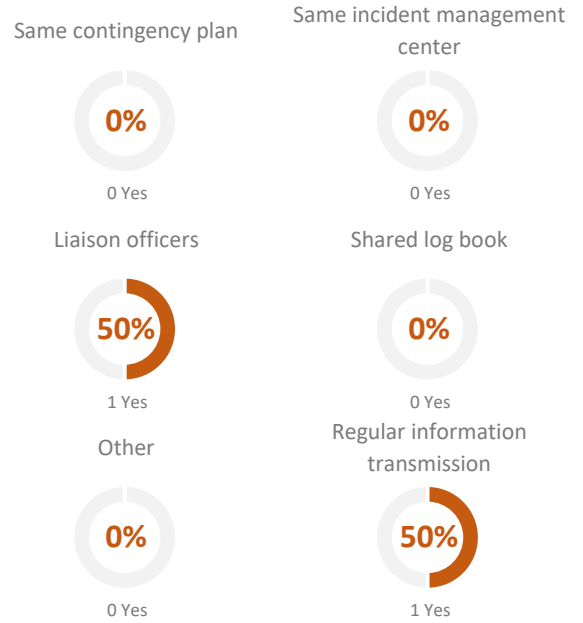 Same contingency plan
0%
0 Yes
Same incident management
center
0%
0 Yes
Liaison officers
50%
1 Yes
Shared log book
0%
0 Yes
Other
0%
0 Yes
Regular information
transmission
50%
1 Yes